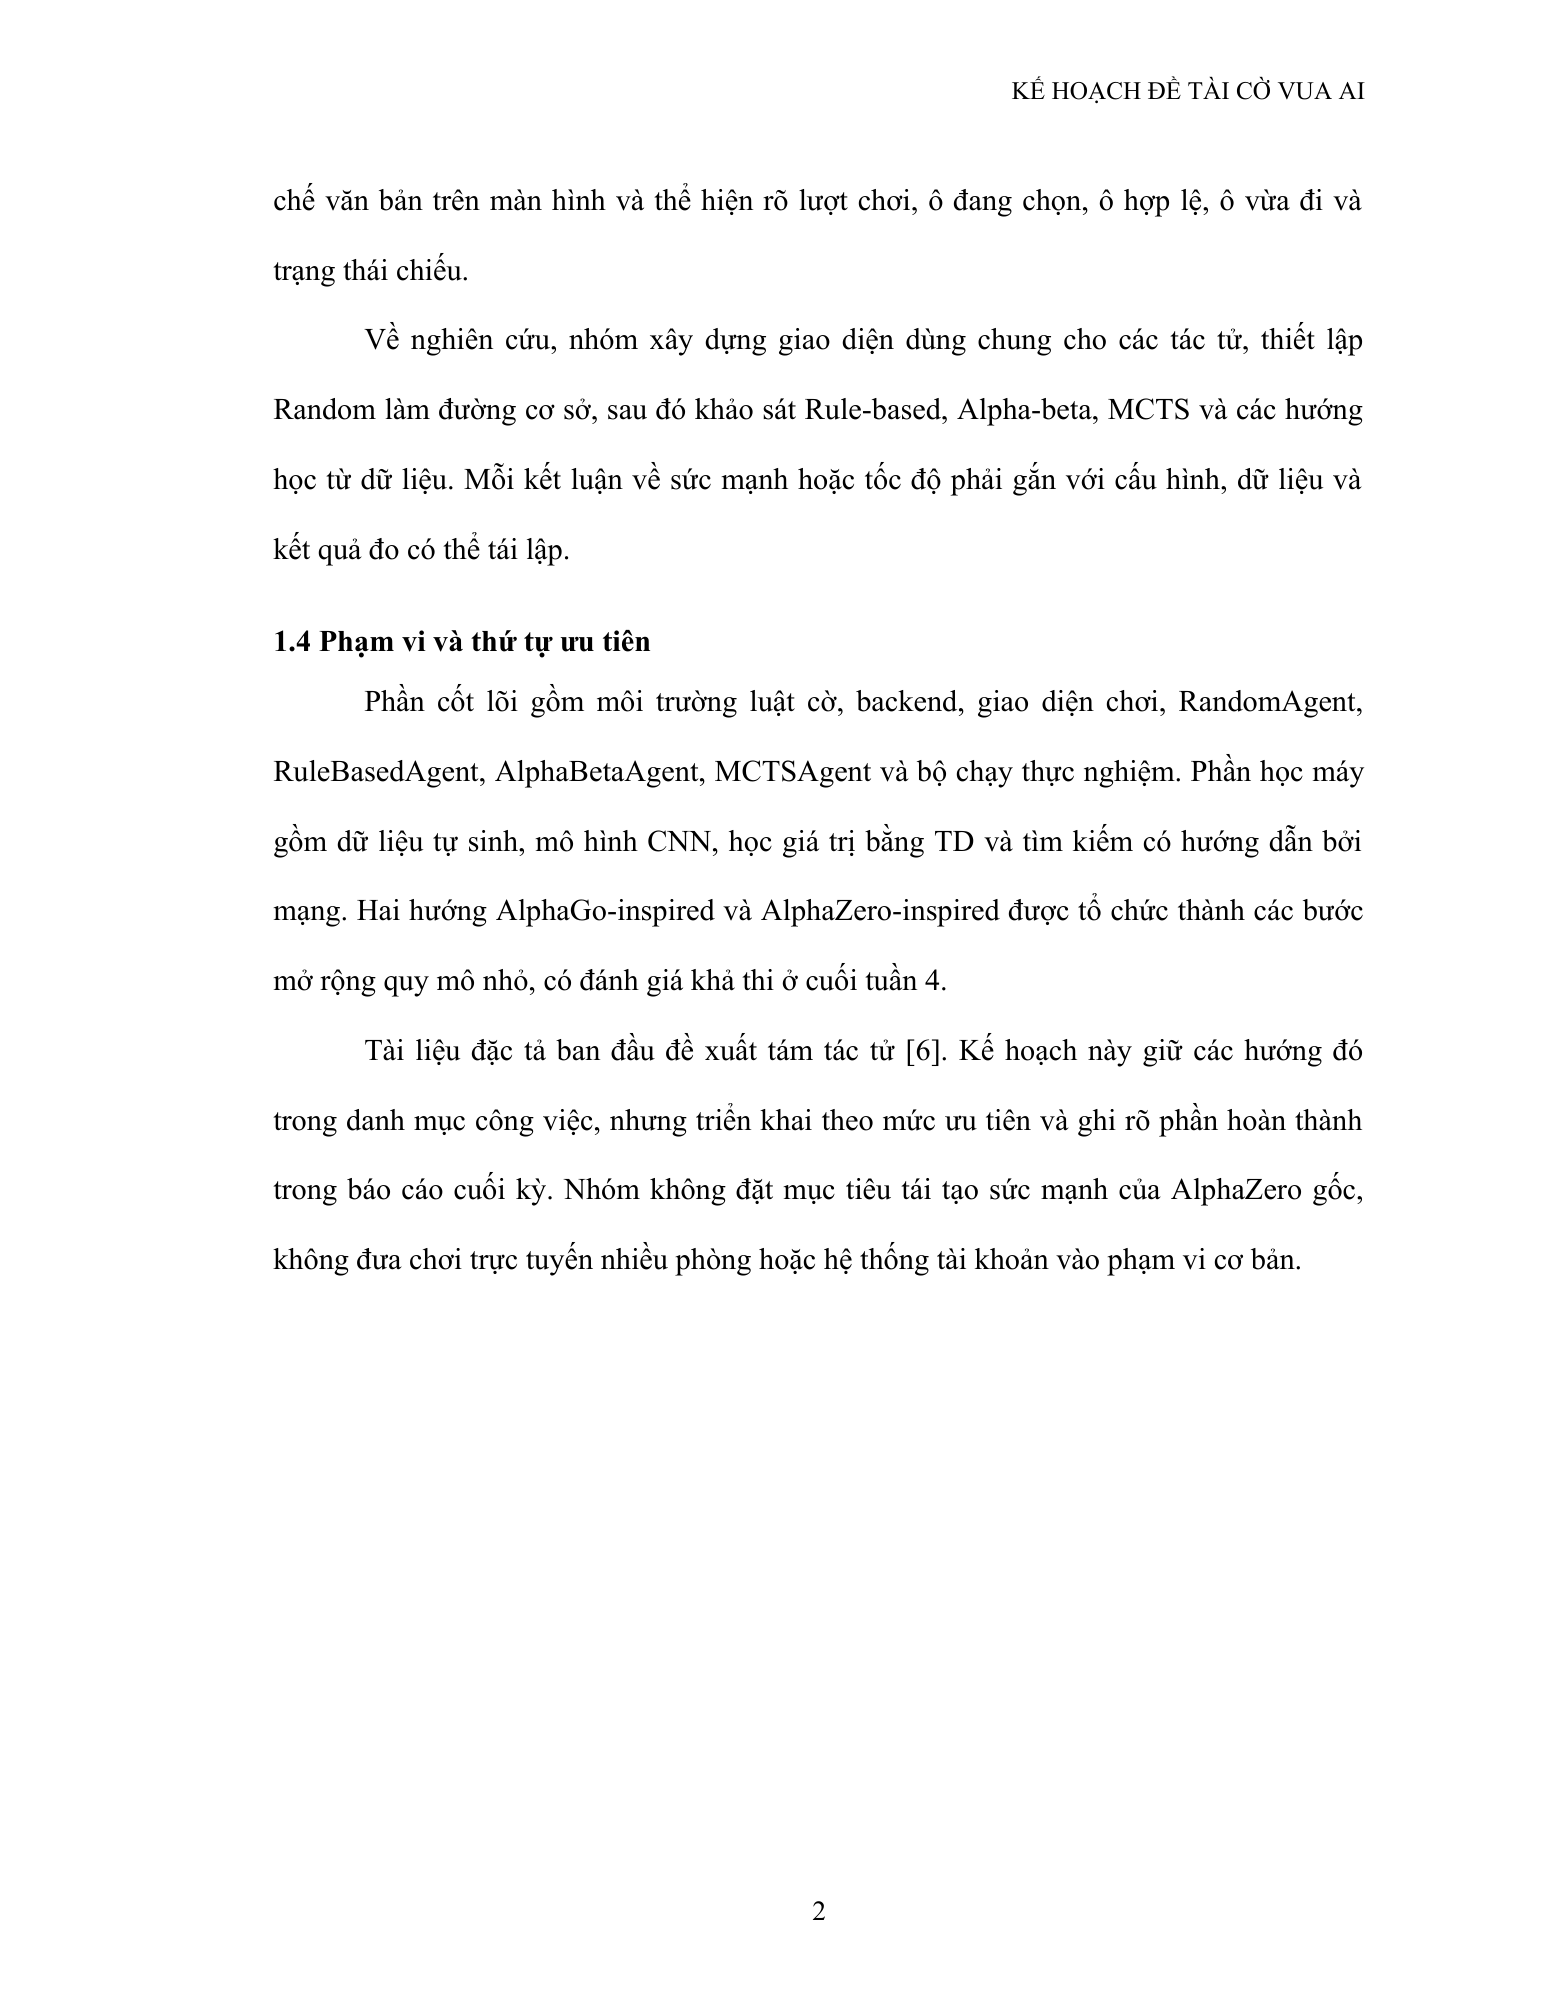 KẾ HOẠCH ĐỀ TÀI CỜ VUA AI
chế văn bản trên màn hình và thể hiện rõ lượt chơi, ô đang chọn, ô hợp lệ, ô vừa đi và
trạng thái chiếu.
Về nghiên cứu, nhóm xây dựng giao diện dùng chung cho các tác tử, thiết lập
Random làm đường cơ sở, sau đó khảo sát Rule-based, Alpha-beta, MCTS và các hướng
học từ dữ liệu. Mỗi kết luận về sức mạnh hoặc tốc độ phải gắn với cấu hình, dữ liệu và
kết quả đo có thể tái lập.
1.4 Phạm vi và thứ tự ưu tiên
Phần cốt lõi gồm môi trường luật cờ, backend, giao diện chơi, RandomAgent,
RuleBasedAgent, AlphaBetaAgent, MCTSAgent và bộ chạy thực nghiệm. Phần học máy
gồm dữ liệu tự sinh, mô hình CNN, học giá trị bằng TD và tìm kiếm có hướng dẫn bởi
mạng. Hai hướng AlphaGo-inspired và AlphaZero-inspired được tổ chức thành các bước
mở rộng quy mô nhỏ, có đánh giá khả thi ở cuối tuần 4.
Tài liệu đặc tả ban đầu đề xuất tám tác tử [6]. Kế hoạch này giữ các hướng đó
trong danh mục công việc, nhưng triển khai theo mức ưu tiên và ghi rõ phần hoàn thành
trong báo cáo cuối kỳ. Nhóm không đặt mục tiêu tái tạo sức mạnh của AlphaZero gốc,
không đưa chơi trực tuyến nhiều phòng hoặc hệ thống tài khoản vào phạm vi cơ bản.
2